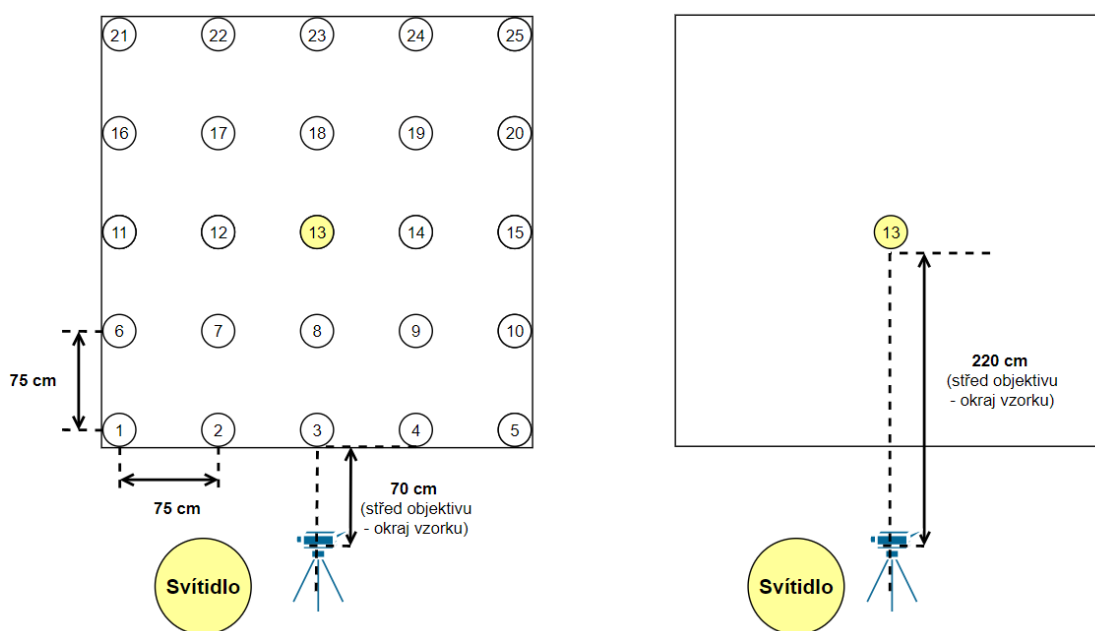 21 22 23 24 25
16 17 18 19 20
11 12 13 14 15
6 7 8 9 10
75 cm
1 2 3 4 5
75 cm
70 cm
(střed objektivu
- okraj vzorku)
Svítidlo
13
220 cm
(střed objektivu
- okraj vzorku)
Svítidlo